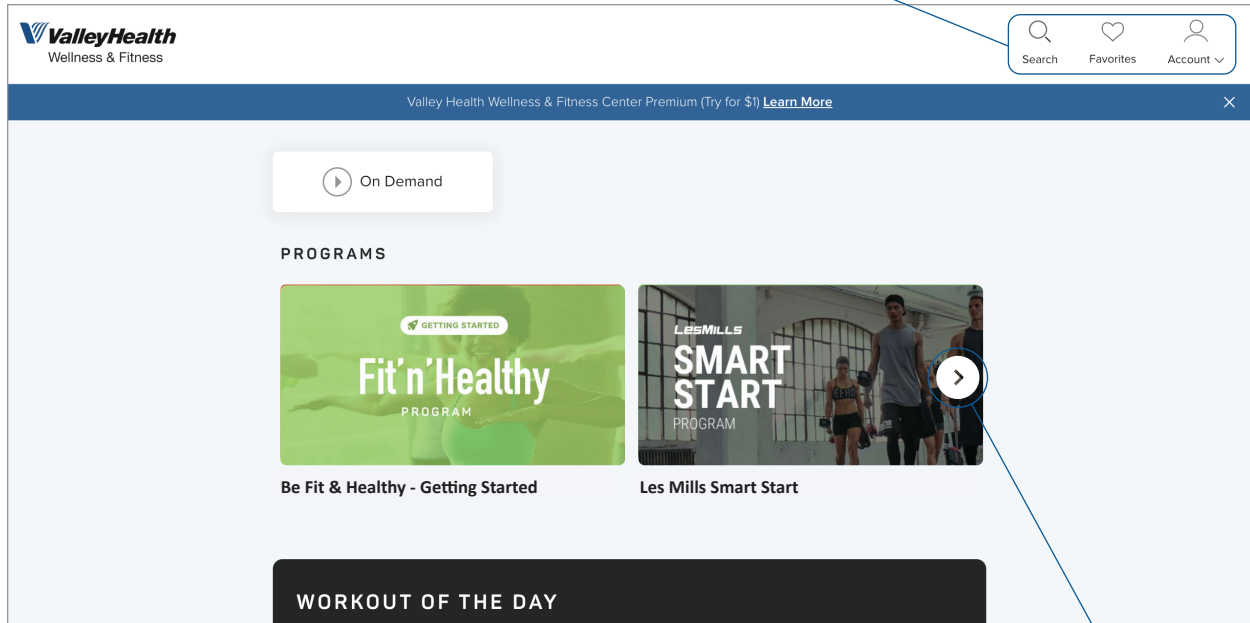 ValleyHealth
Wellness & Fitness
Search Favorites Account
Valley Health Wellness & Fitness Center Premium (Try for $1) Learn More
On Demand
PROGRAMS
GETTING STARTED
Fit'n'Healthy
PROGRAM
LesMILLS
SMART
START
PROGRAM
Be Fit & Healthy - Getting Started
Les Mills Smart Start
WORKOUT OF THE DAY